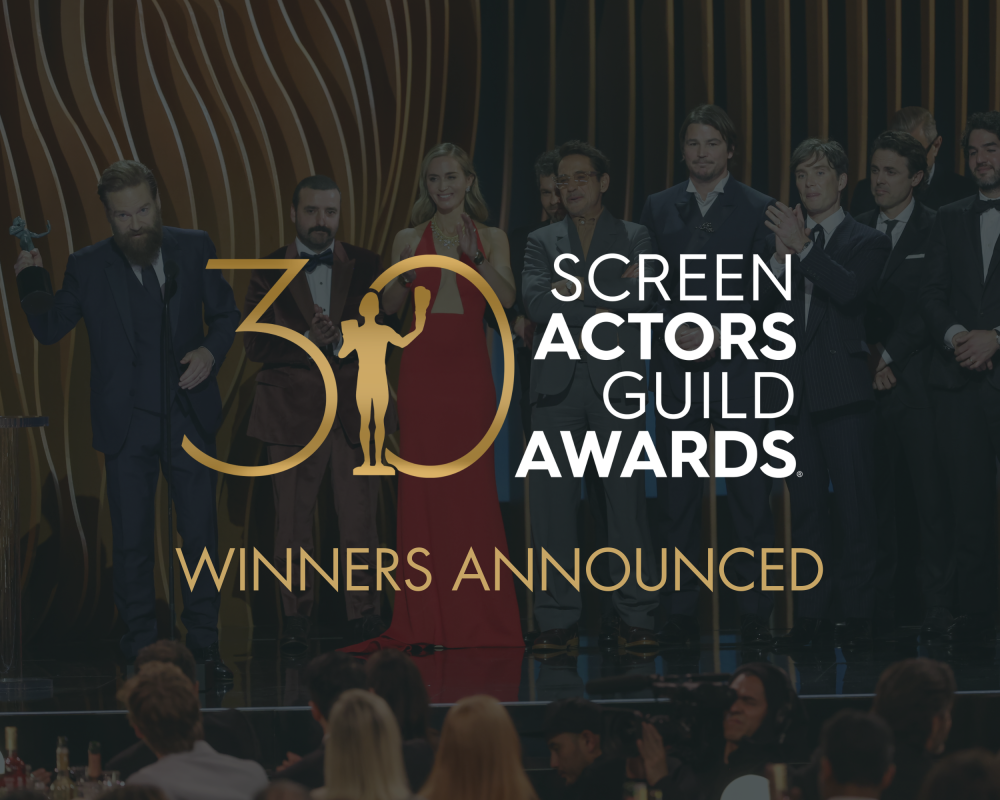 30
SCREEN
ACTORS
GUILD
AWARDS®
WINNERS ANNOUNCED